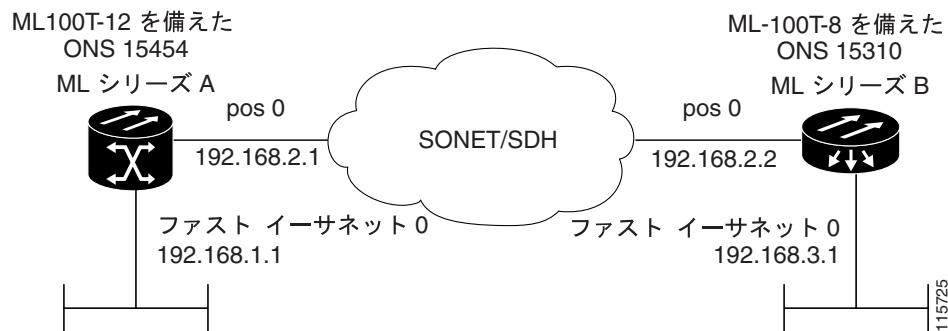 ML100T-12 を備えた
ONS 15454
ML シリーズ A
ML-100T-8 を備えた
ONS 15310
ML シリーズ B
pos 0
192.168.2.1
SONET/SDH
pos 0
192.168.2.2
ファスト イーサネット 0
192.168.1.1
ファスト イーサネット 0
192.168.3.1
115725